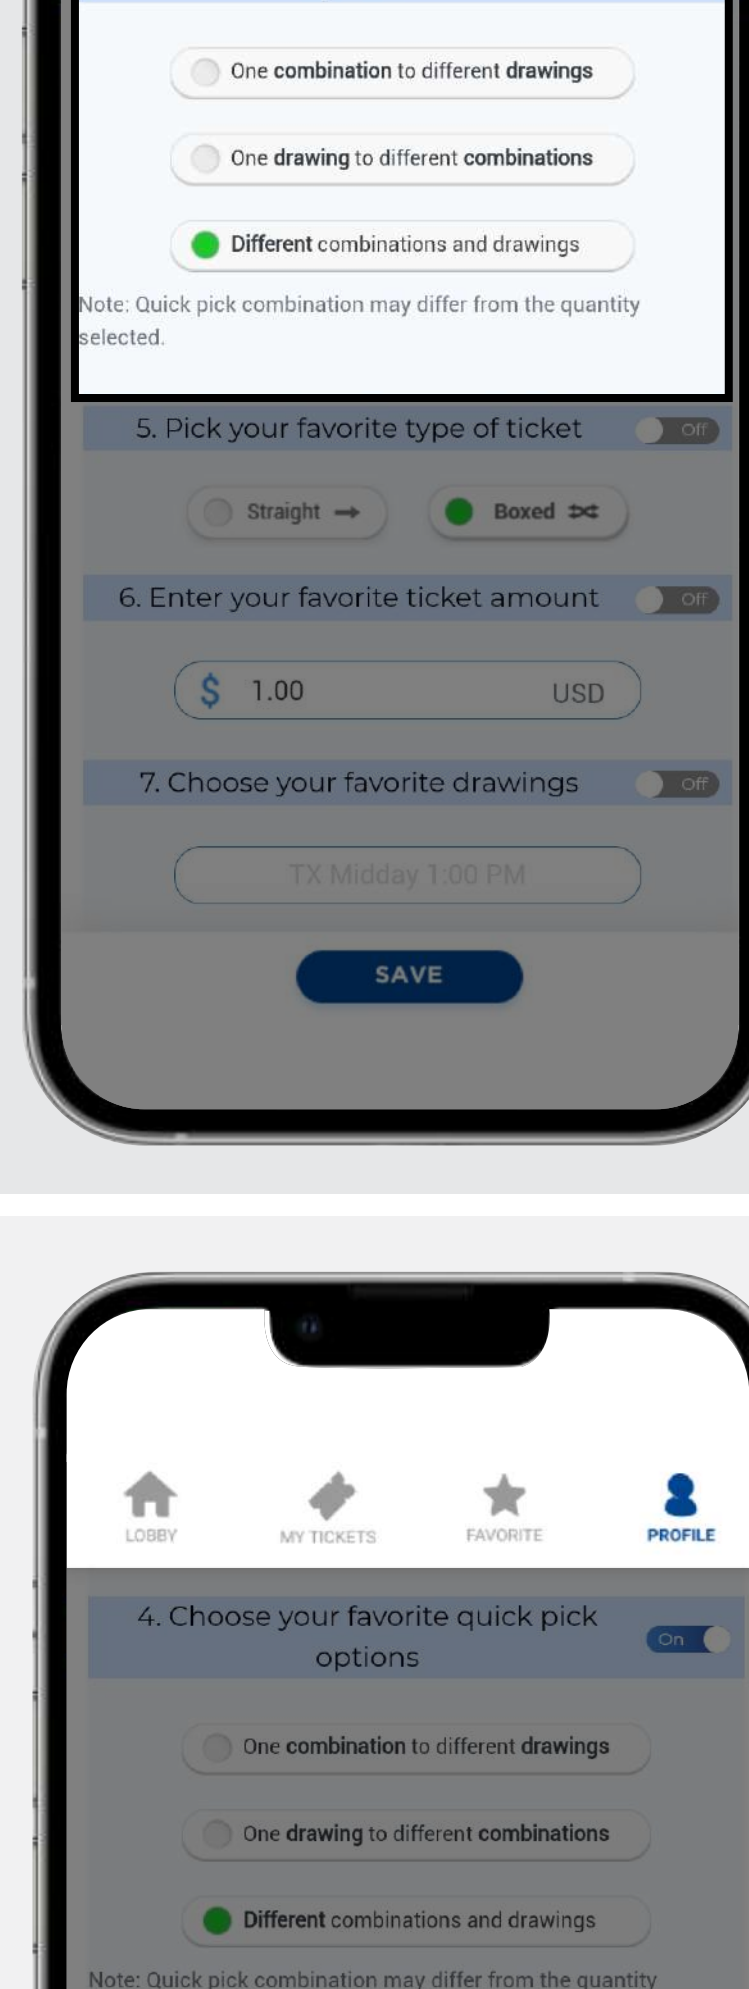 One combination to different drawings
One drawing to different combinations
Different combinations and drawings
Note: Quick pick combination may differ from the quantity
selected.
5. Pick your favorite type of ticket Off
Straight Boxed
6. Enter your favorite ticket amount Off
$ 1.00 USD
7. Choose your favorite drawings Off
TX Midday 1:00 PM
SAVE
LOBBY MY TICKETS FAVORITE PROFILE
4. Choose your favorite quick pick
options On
One combination to different drawings
One drawing to different combinations
Different combinations and drawings
Note: Quick pick combination may differ from the quantity